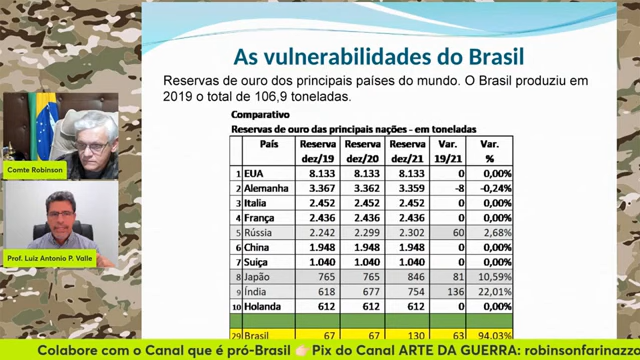 As vulnerabilidades do Brasil
Reservas de ouro dos principais países do mundo. O Brasil produziu em
2019 o total de 106,9 toneladas.
Comparativo
Reservas de ouro das principais nações - em toneladas
País Reserva dez/19 Reserva dez/20 Reserva dez/21 Var. 19/21 Var. %
1 EUA 8.133 8.133 8.133 0 0,00%
2 Alemanha 3.367 3.362 3.359 -8 -0,24%
3 Italia 2.452 2.452 2.452 0 0,00%
4 França 2.436 2.436 2.436 0 0,00%
5 Rússia 2.242 2.299 2.302 60 2,68%
6 China 1.948 1.948 1.948 0 0,00%
7 Suiça 1.040 1.040 1.040 0 0,00%
8 Japão 765 765 846 81 10,59%
9 Índia 618 677 754 136 22,01%
10 Holanda 612 612 612 0 0,00%
29 Brasil 67 67 130 63 94,03%
Comte Robinson
Prof. Luiz Antonio P. Valle
Colabore com o Canal que é pró-Brasil 👉🏻 Pix do Canal ARTE DA GUERRA: robinsonfarinazzo